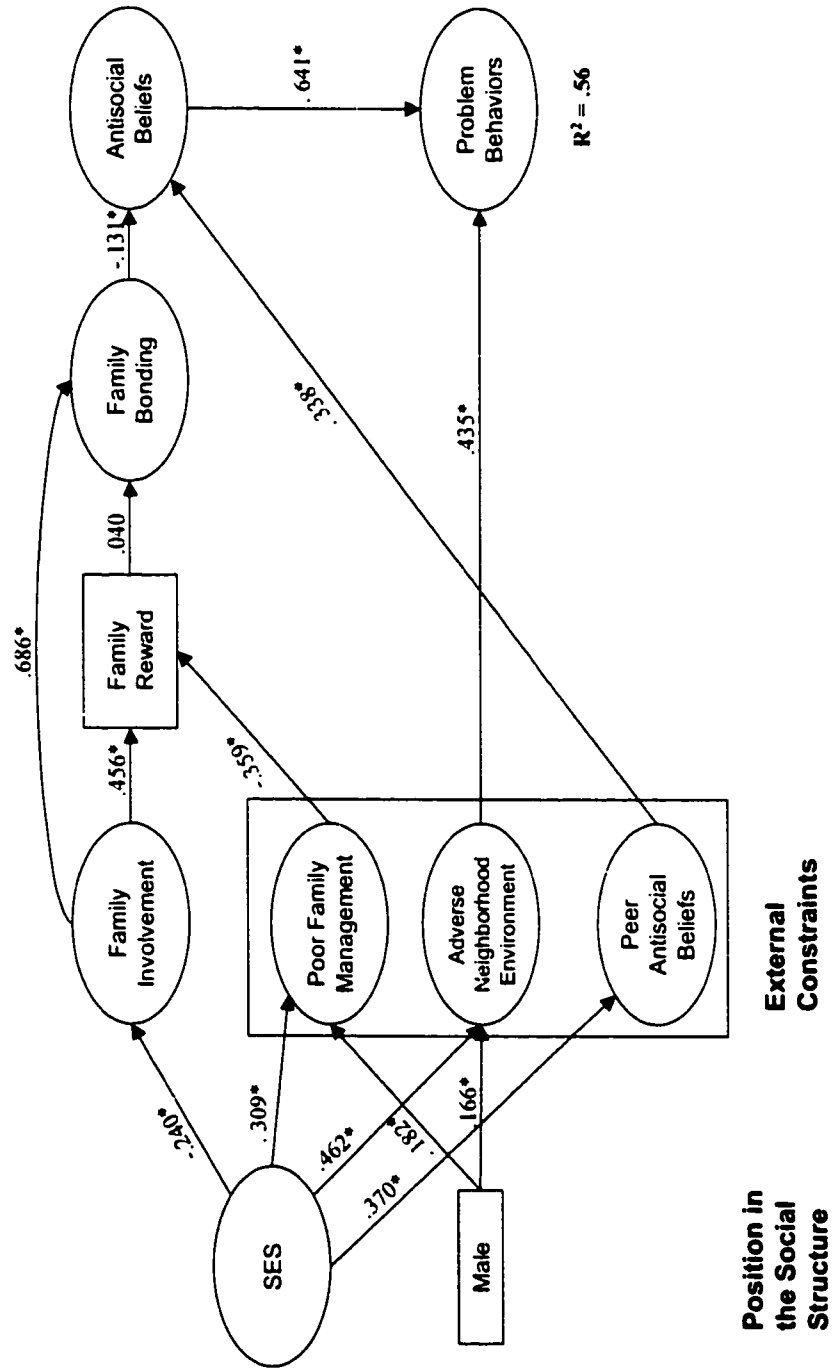 SES
Male
Position in
the Social
Structure
-.240*
.309*
.462*
.182*
.166*
.370*
Family
Involvement
Poor Family
Management
Adverse
Neighborhood
Environment
Peer
Antisocial
Beliefs
External
Constraints
.686*
.456*
-.359*
Family
Reward
.040
Family
Bonding
-.131*
.338*
.435*
Antisocial
Beliefs
.641*
Problem
Behaviors
R² = .56